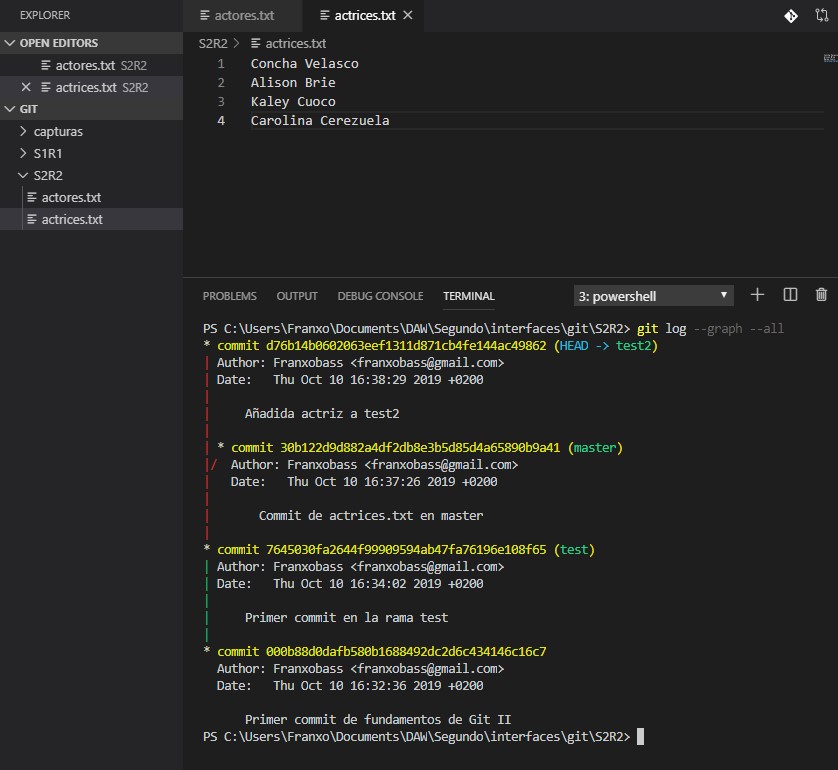 EXPLORER
OPEN EDITORS
actores.txt S2R2
actrices.txt S2R2
GIT
capturas
S1R1
S2R2
actores.txt
actrices.txt
actores.txt
actrices.txt
S2R2 > actrices.txt
1 Concha Velasco
2 Alison Brie
3 Kaley Cuoco
4 Carolina Cerezuela
PROBLEMS OUTPUT DEBUG CONSOLE TERMINAL 3: powershell
PS C:\Users\Franxo\Documents\DAW\Segundo\interfaces\git\S2R2> git log --graph --all
* commit d76b14b0602063eef1311d871cb4fe144ac49862 (HEAD -> test2)
| Author: Franxobass <franxobass@gmail.com>
| Date:   Thu Oct 10 16:38:29 2019 +0200
|
|     Añadida actriz a test2
|
| * commit 30b122d9d882a4df2db8e3b5d85d4a65890b9a41 (master)
|/  Author: Franxobass <franxobass@gmail.com>
|   Date:   Thu Oct 10 16:37:26 2019 +0200
|
|       Commit de actrices.txt en master
|
* commit 7645030fa2644f99909594ab47fa76196e108f65 (test)
| Author: Franxobass <franxobass@gmail.com>
| Date:   Thu Oct 10 16:34:02 2019 +0200
|
|     Primer commit en la rama test
|
* commit 000b88d0dafb580b1688492dc2d6c434146c16c7
  Author: Franxobass <franxobass@gmail.com>
  Date:   Thu Oct 10 16:32:36 2019 +0200

      Primer commit de fundamentos de Git II
PS C:\Users\Franxo\Documents\DAW\Segundo\interfaces\git\S2R2>